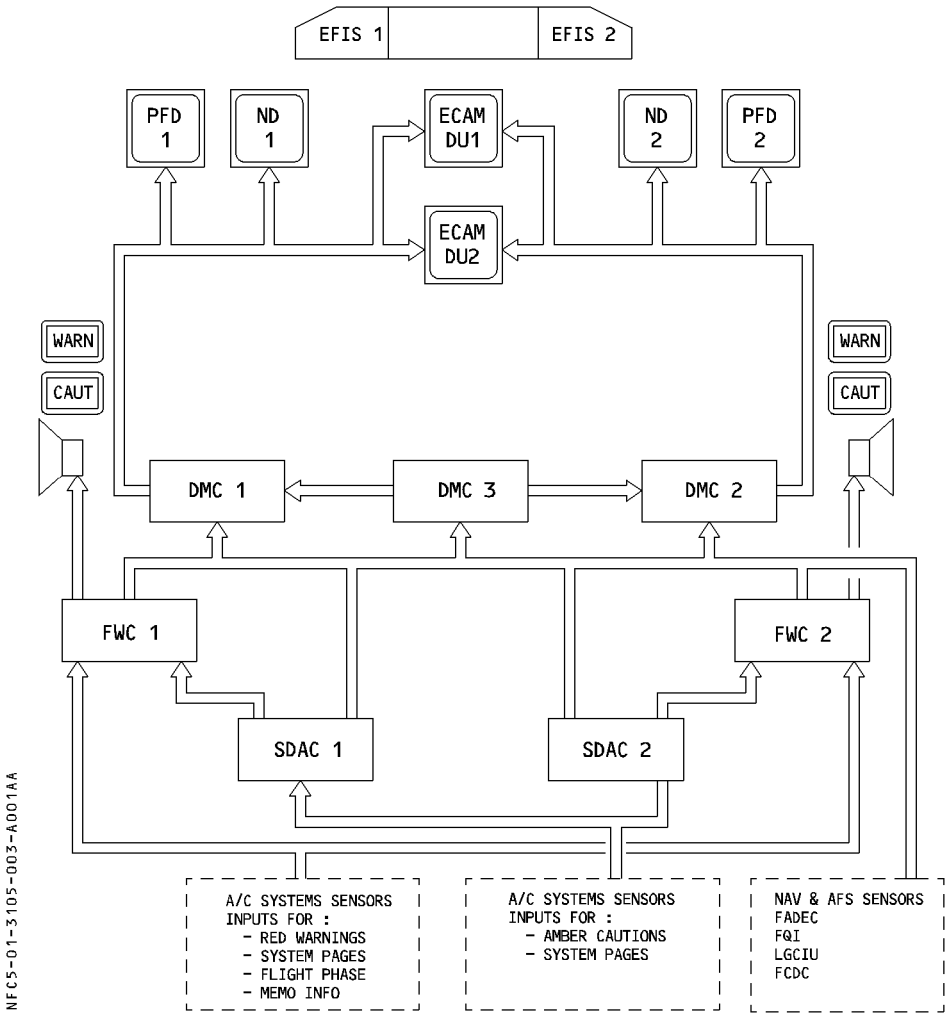 EFIS 1
EFIS 2
PFD
1
ND
1
ECAM
DU1
ND
2
PFD
2
ECAM
DU2
WARN
WARN
CAUT
CAUT
DMC 1
DMC 3
DMC 2
FWC 1
FWC 2
SDAC 1
SDAC 2
A/C SYSTEMS SENSORS
INPUTS FOR :
- RED WARNINGS
- SYSTEM PAGES
- FLIGHT PHASE
- MEMO INFO
A/C SYSTEMS SENSORS
INPUTS FOR :
- AMBER CAUTIONS
- SYSTEM PAGES
NAV & AFS SENSORS
FADEC
FQI
LGCIU
FCDC
NFC5-01-3105-003-A001AA